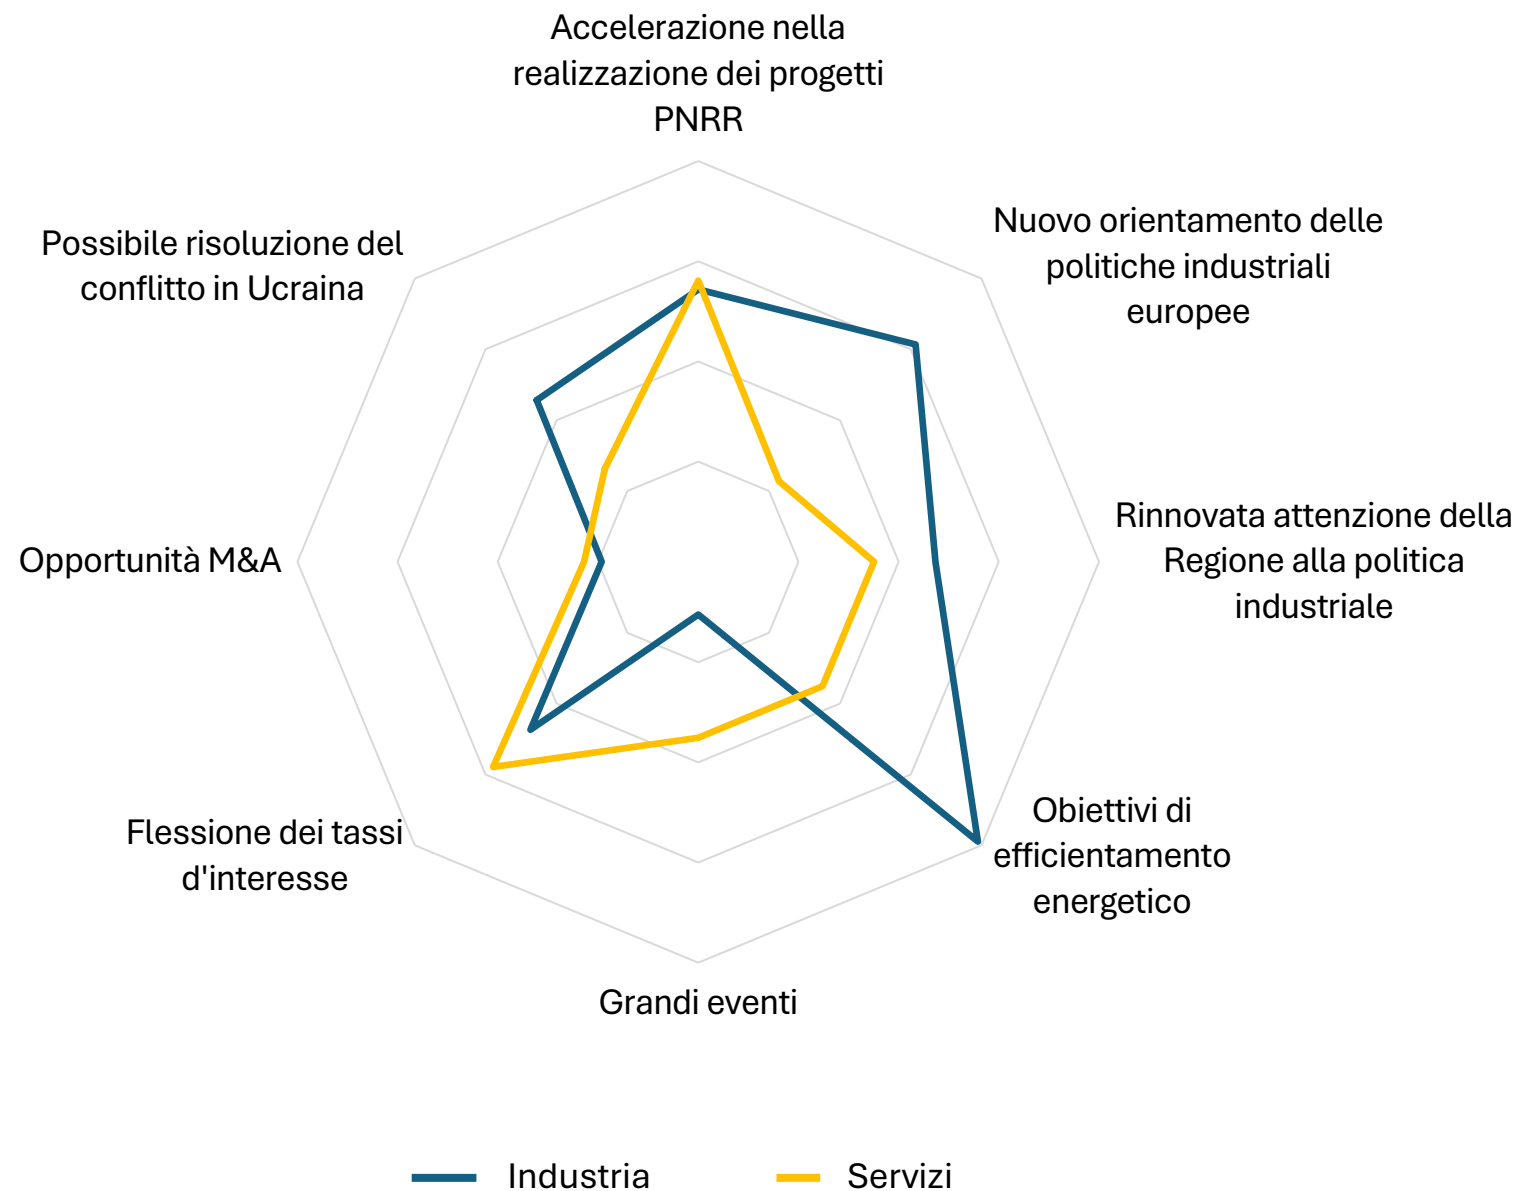 Accelerazione nella
realizzazione dei progetti
PNRR
Nuovo orientamento delle
politiche industriali
europee
Possibile risoluzione del
conflitto in Ucraina
Rinnovata attenzione della
Regione alla politica
industriale
Opportunità M&A
Obiettivi di
efficientamento
energetico
Flessione dei tassi
d'interesse
Grandi eventi
Industria
Servizi